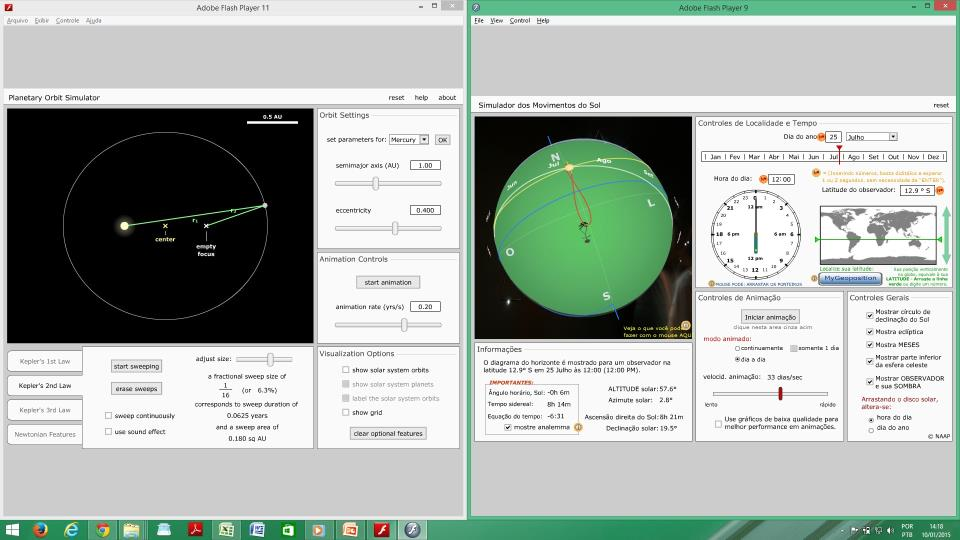 Adobe Flash Player 11
Arquivo Exibir Controle Ajuda
Planetary Orbit Simulator
reset help about
0.5 AU
r₁
r₂
center
empty
focus
Orbit Settings
set parameters for: Mercury OK
semimajor axis (AU) 1.00
eccentricity 0.400
Animation Controls
start animation
animation rate (yrs/s) 0.20
Kepler's 1st Law
Kepler's 2nd Law
Kepler's 3rd Law
Newtonian Features
start sweeping
erase sweeps
sweep continuously
use sound effect
adjust size:
a fractional sweep size of
1
16
(or 6.3%)
corresponds to sweep duration of
0.0625 years
and a sweep area of
0.180 sq AU
Visualization Options
show solar system orbits
show solar system planets
label the solar system orbits
show grid
clear optional features
Adobe Flash Player 9
File View Control Help
Simulador dos Movimentos do Sol
reset
N
Jul
Ago
Jun
Set
L
O
S
Veja o que você pode
fazer com o mouse AQUI
Controles de Localidade e Tempo
Dia do ano 25 Julho
Jan Fev Mar Abr Mai Jun Jul Ago Set Out Nov Dez
Hora do dia: 12:00
= (Inserindo números, basta digitá-los e esperar
1 ou 2 segundos, sem necessidade de "ENTER").
Latitude do observador: 12.9 ° S
24
12 am
21
3
18
6 pm
6 am
6
15
9
12 pm
12
MOUSE PODE: ARRASTAR OS PONTEIROS
Localize sua latitude:
MyGeoposition
Sua posição verticalmente
no globo, equivale à sua
LATITUDE - Arraste a linha
verde ou digite um número.
Informações
O diagrama do horizonte é mostrado para um observador na
latitude 12.9° S em 25 Julho às 12:00 (12:00 PM).
IMPORTANTES:
Ângulo horário, Sol: -0h 6m
Tempo sideral: 8h 14m
Equação do tempo: -6:31
mostre analemma
ALTITUDE solar: 57.6°
Azimute solar: 2.8°
Ascensão direita do Sol: 8h 21m
Declinação solar: 19.5°
Controles de Animação
Iniciar animação
clique nesta área cinza acim
modo animado:
continuamente
somente 1 dia
dia a dia
velocid. animação: 33 dias/sec
lento
rápido
Use gráficos de baixa qualidade para
melhor performance em animações.
Controles Gerais
Mostrar círculo de
declinação do Sol
Mostra eclíptica
Mostra MESES
Mostrar parte inferior
da esfera celeste
Mostrar OBSERVADOR
e sua SOMBRA
Arrastando o disco solar,
altera-se:
hora do dia
dia do ano
© NAAP
POR
PTB
14:18
10/01/2015